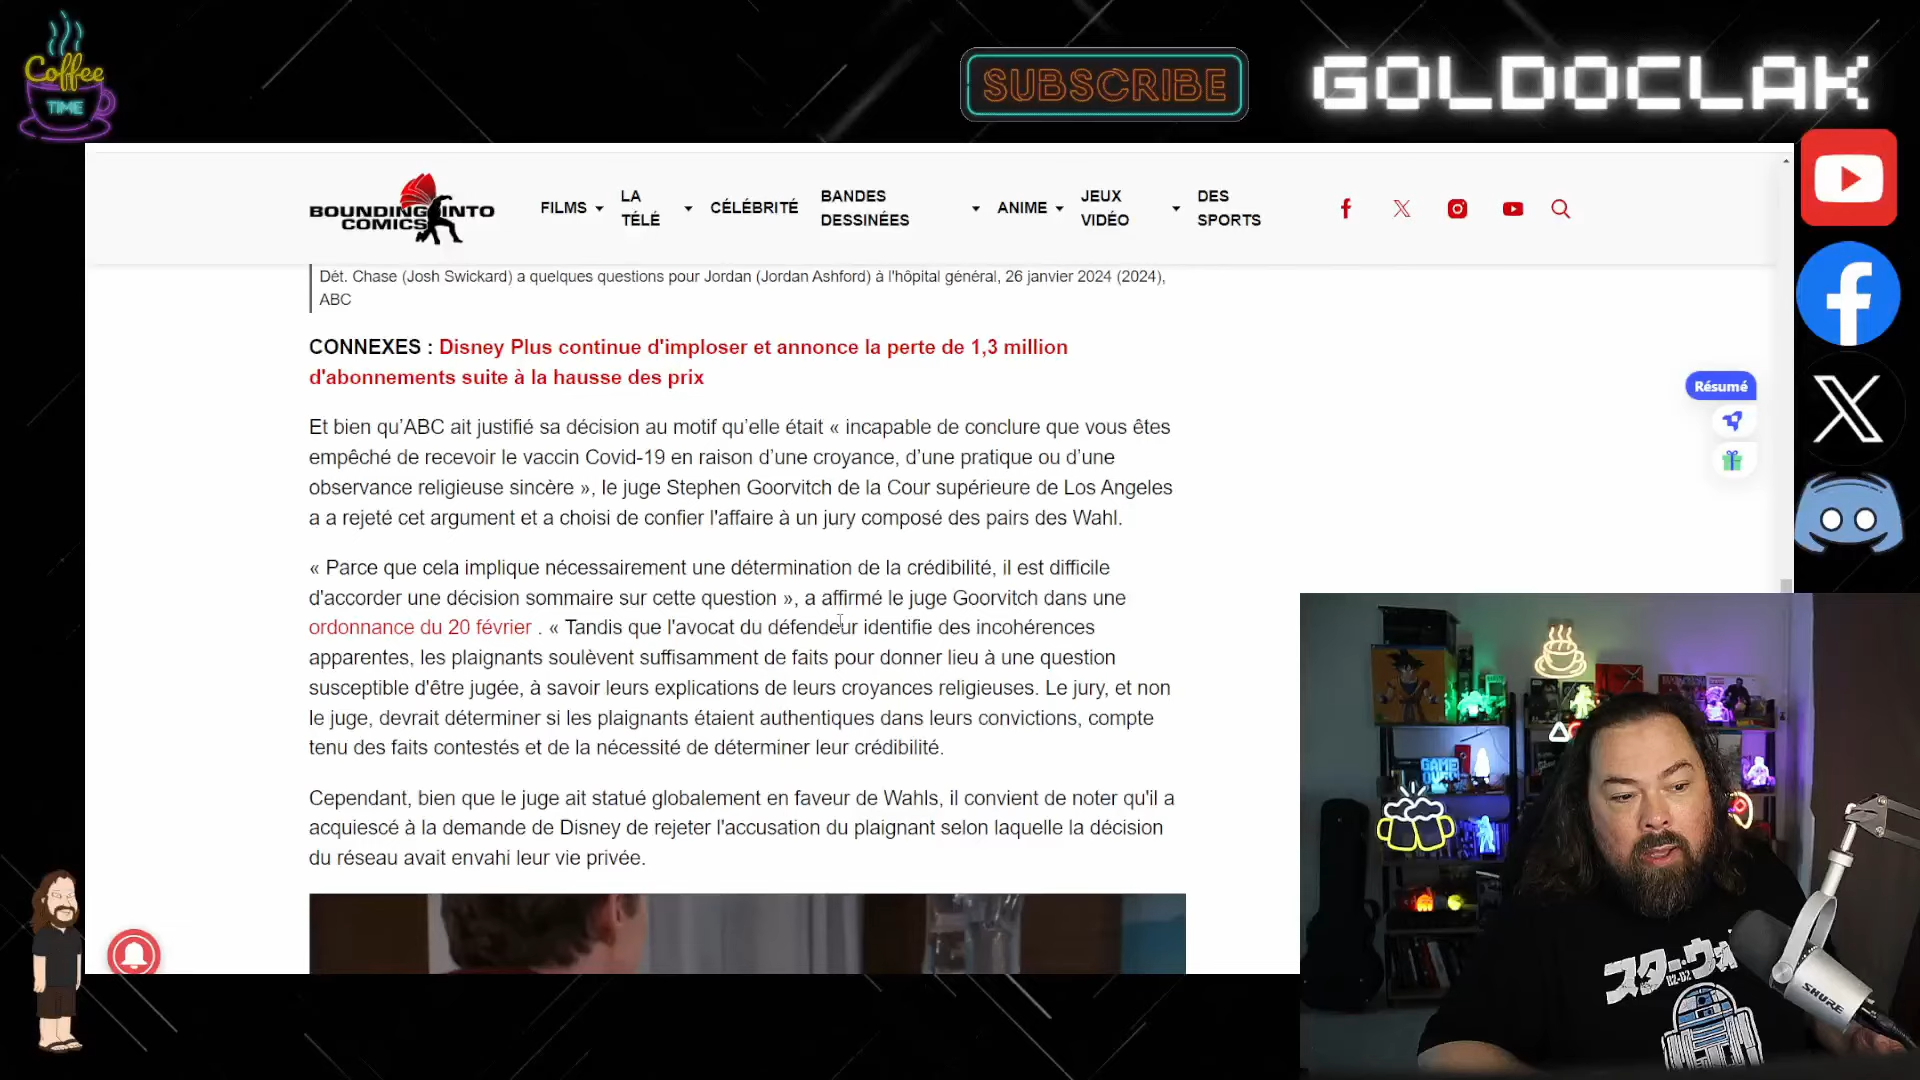 Coffee
TIME
SUBSCRIBE
GOLDOCLAK
BOUNDING INTO
COMICS
FILMS
LA
TÉLÉ
CÉLÉBRITÉ
BANDES
DESSINÉES
ANIME
JEUX
VIDÉO
DES
SPORTS
Dét. Chase (Josh Swickard) a quelques questions pour Jordan (Jordan Ashford) à l'hôpital général, 26 janvier 2024 (2024),
ABC
CONNEXES : Disney Plus continue d'imploser et annonce la perte de 1,3 million
d'abonnements suite à la hausse des prix
Résumé
Et bien qu’ABC ait justifié sa décision au motif qu’elle était « incapable de conclure que vous êtes
empêché de recevoir le vaccin Covid-19 en raison d’une croyance, d’une pratique ou d’une
observance religieuse sincère », le juge Stephen Goorvitch de la Cour supérieure de Los Angeles
a a rejeté cet argument et a choisi de confier l'affaire à un jury composé des pairs des Wahl.
« Parce que cela implique nécessairement une détermination de la crédibilité, il est difficile
d'accorder une décision sommaire sur cette question », a affirmé le juge Goorvitch dans une
ordonnance du 20 février . « Tandis que l'avocat du défendeur identifie des incohérences
apparentes, les plaignants soulèvent suffisamment de faits pour donner lieu à une question
susceptible d'être jugée, à savoir leurs explications de leurs croyances religieuses. Le jury, et non
le juge, devrait déterminer si les plaignants étaient authentiques dans leurs convictions, compte
tenu des faits contestés et de la nécessité de déterminer leur crédibilité.
Cependant, bien que le juge ait statué globalement en faveur de Wahls, il convient de noter qu'il a
acquiescé à la demande de Disney de rejeter l'accusation du plaignant selon laquelle la décision
du réseau avait envahi leur vie privée.
GAME
スター・ウォ
R2-D2
SHURE